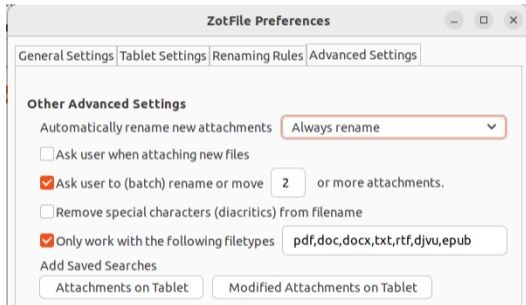 ZotFile Preferences
General Settings Tablet Settings Renaming Rules Advanced Settings
Other Advanced Settings
Automatically rename new attachments Always rename
Ask user when attaching new files
Ask user to (batch) rename or move 2 or more attachments.
Remove special characters (diacritics) from filename
Only work with the following filetypes pdf,doc,docx,txt,rtf,djvu,epub
Add Saved Searches
Attachments on Tablet Modified Attachments on Tablet